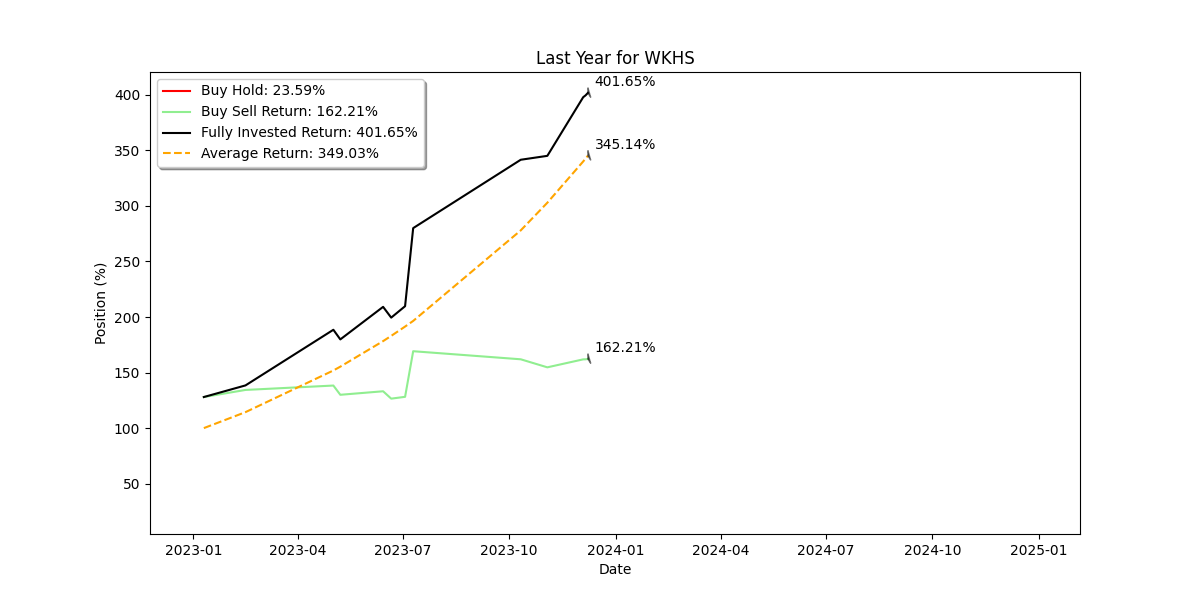 Last Year for WKHS
Buy Hold: 23.59%
Buy Sell Return: 162.21%
Fully Invested Return: 401.65%
Average Return: 349.03%
401.65%
345.14%
162.21%
400
350
300
250
200
150
100
50
Position (%)
2023-01 2023-04 2023-07 2023-10 2024-01 2024-04 2024-07 2024-10 2025-01
Date